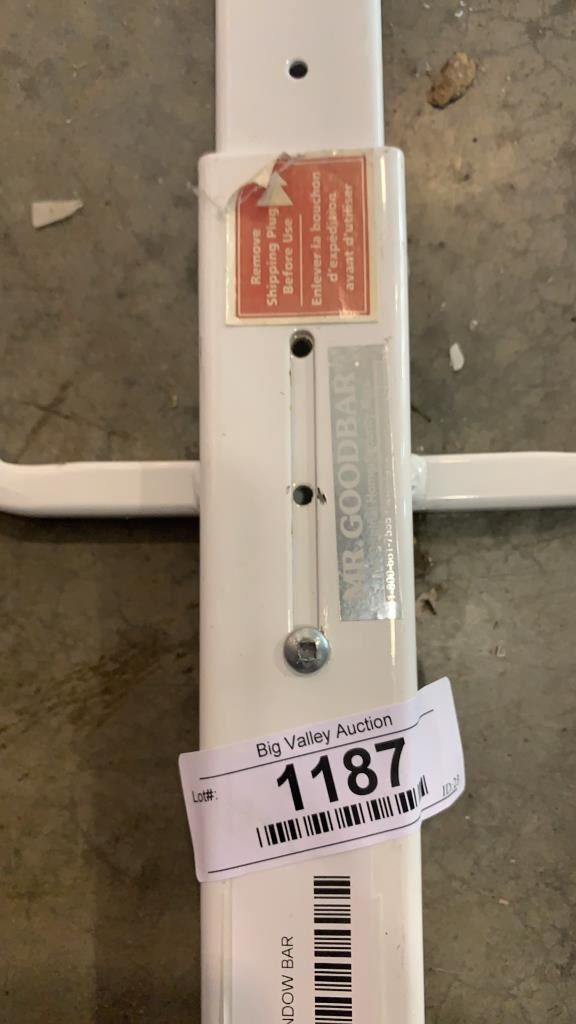 Remove
Shipping Plug
Before Use
Enlever la bouchon
d'expédition
avant d'utiliser
MR. GOODBAR
Big Valley Auction
Lot#:
1187
NDOW BAR